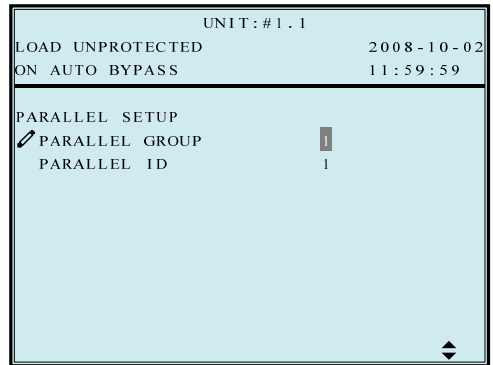 UNIT:#1.1
LOAD UNPROTECTED 2008-10-02
ON AUTO BYPASS 11:59:59
PARALLEL SETUP
PARALLEL GROUP 1
PARALLEL ID 1